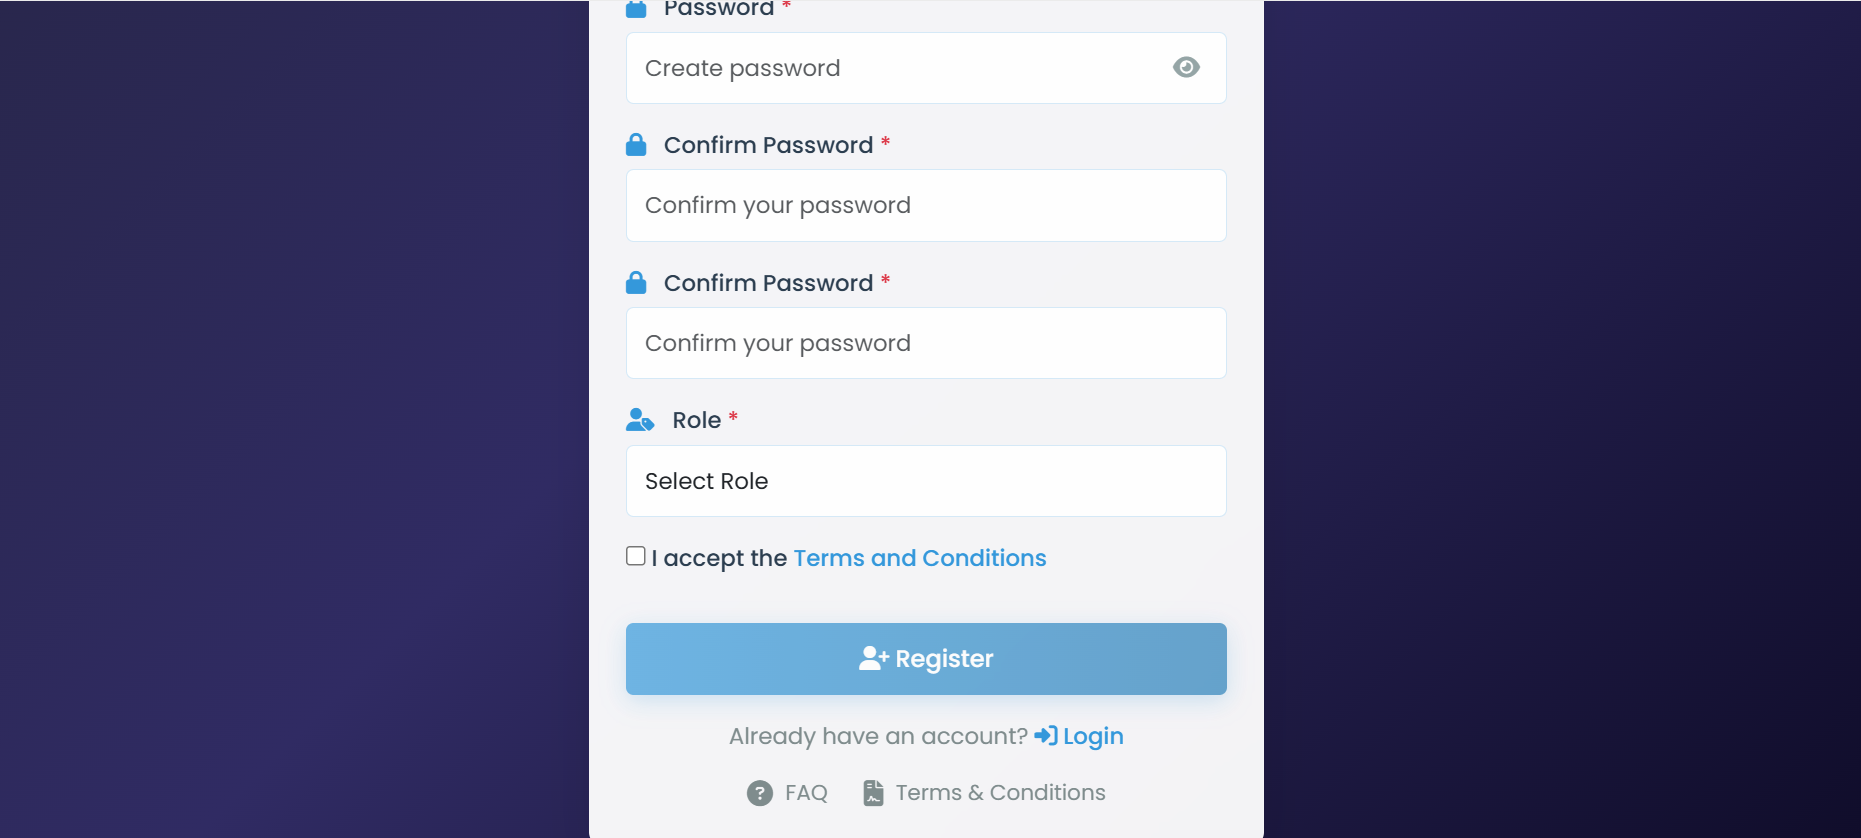 Password *
Create password
Confirm Password *
Confirm your password
Confirm Password *
Confirm your password
Role *
Select Role
I accept the Terms and Conditions
Register
Already have an account? Login
FAQ Terms & Conditions